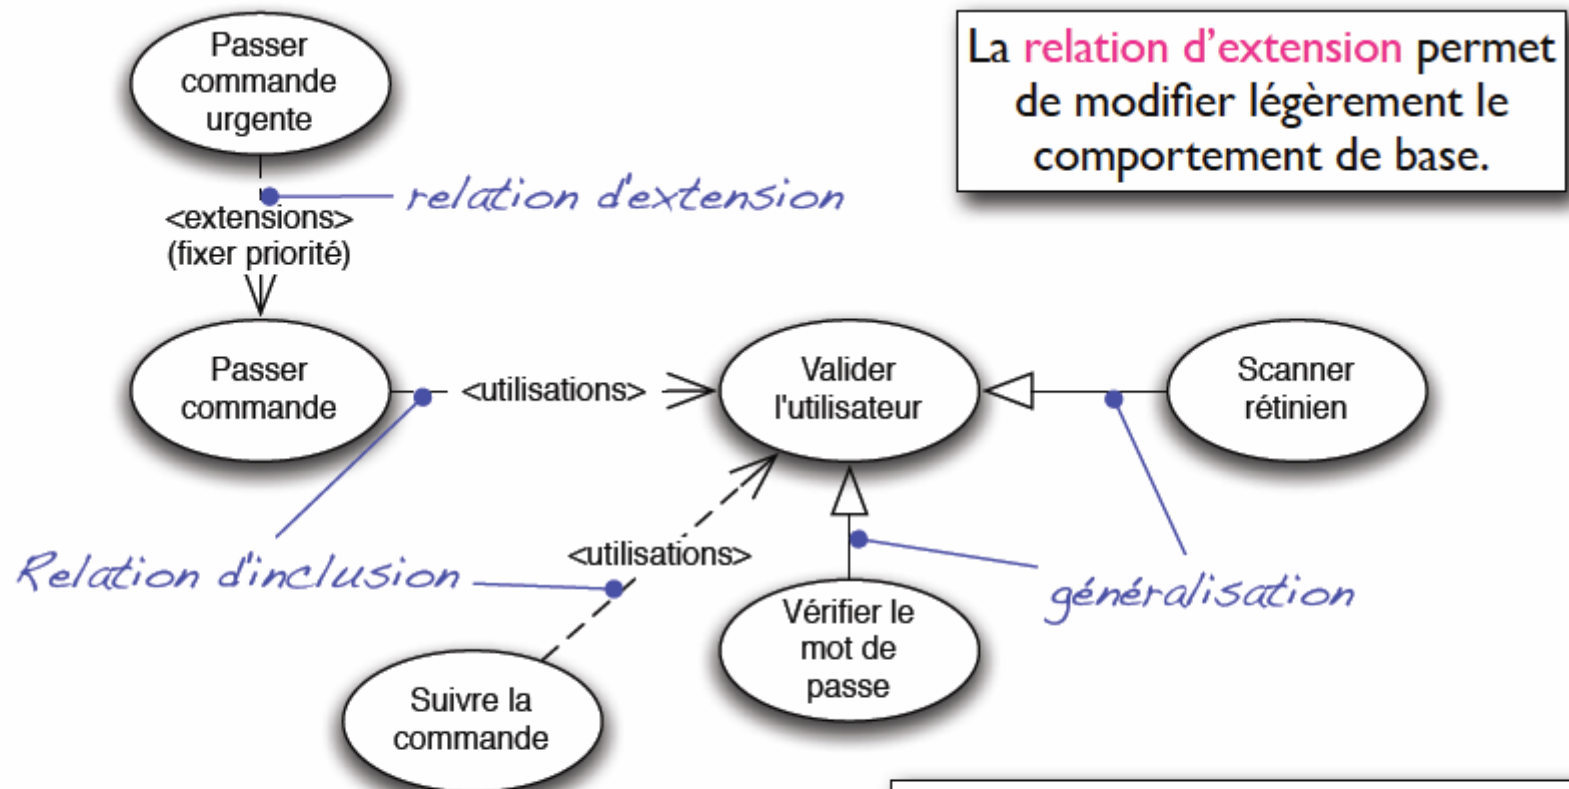 Passer
commande
urgente
La relation d'extension permet
de modifier légèrement le
comportement de base.
relation d'extension
<extensions>
(fixer priorité)
Passer
commande
<utilisations>
Valider
l'utilisateur
Scanner
rétinien
<utilisations>
Relation d'inclusion
généralisation
Vérifier le
mot de
passe
Suivre la
commande